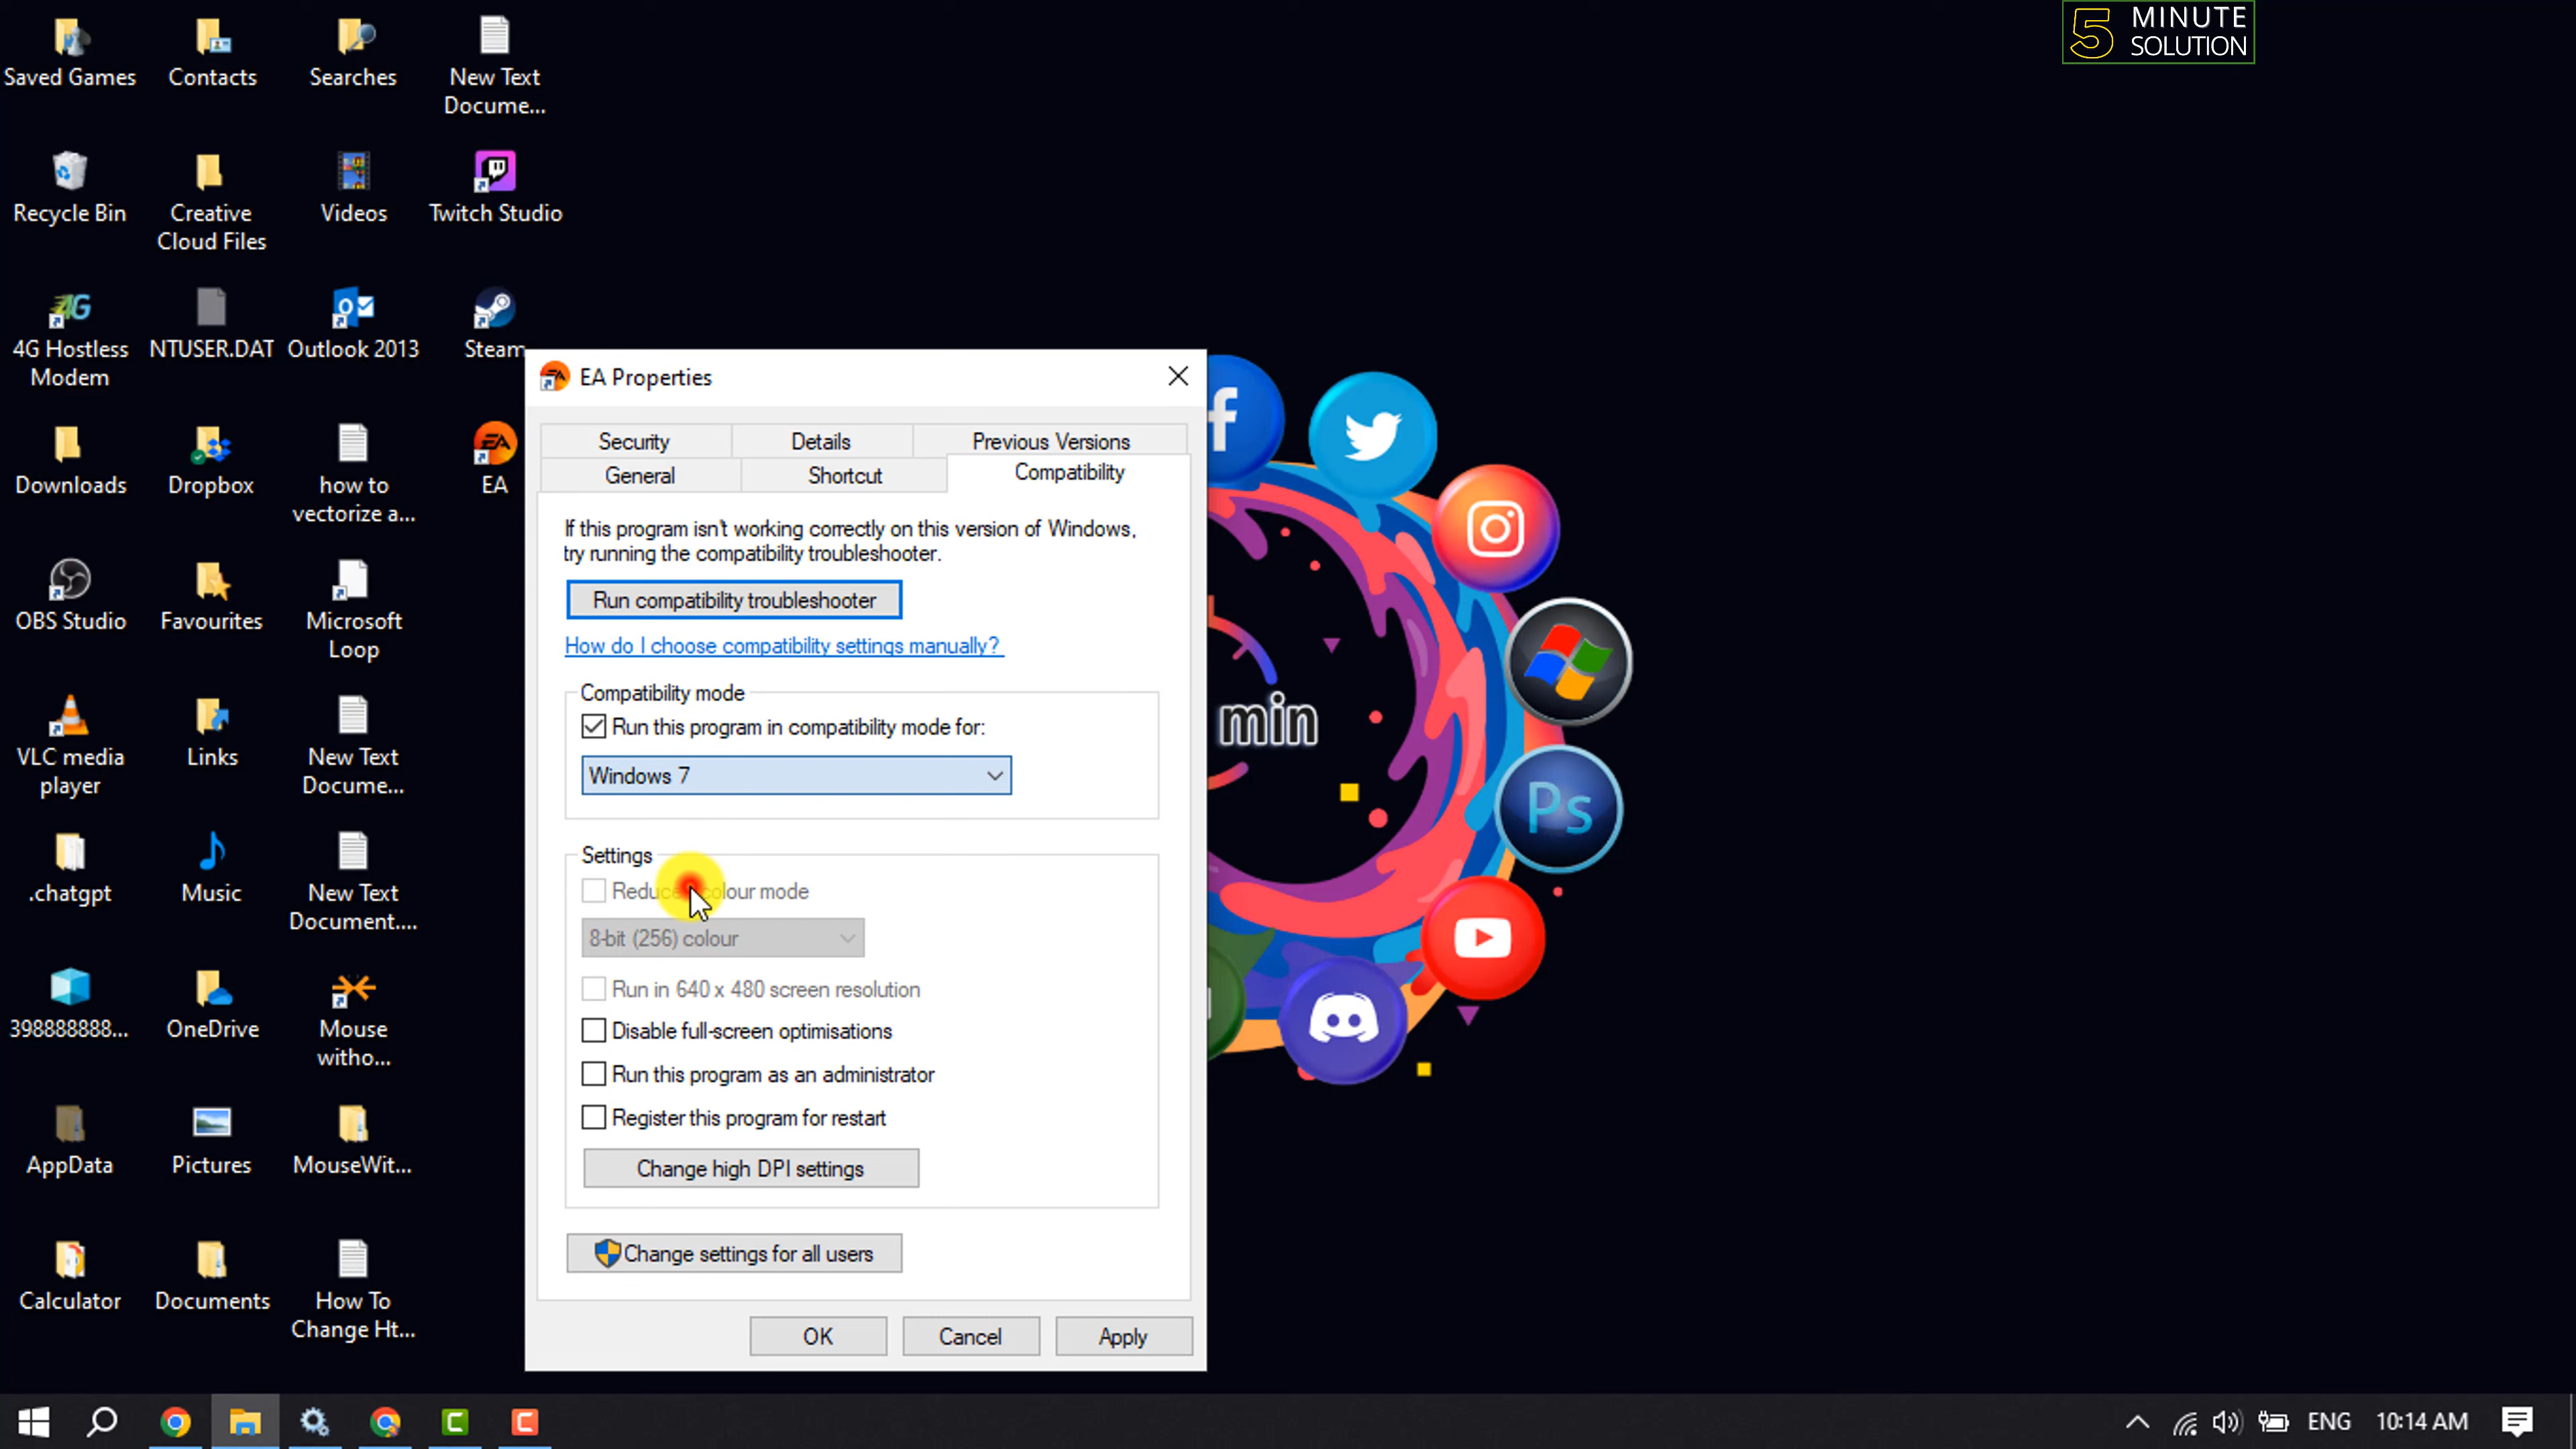 5 MINUTE
SOLUTION
Saved Games
Contacts
Searches
New Text
Docume...
Recycle Bin
Creative
Cloud Files
Videos
Twitch Studio
4G
4G Hostless
Modem
NTUSER.DAT
Outlook 2013
Steam
Downloads
Dropbox
how to
vectorize a...
EA
EA
OBS Studio
Favourites
Microsoft
Loop
VLC media
player
Links
New Text
Docume...
.chatgpt
Music
New Text
Document....
398888888...
OneDrive
Mouse
witho...
AppData
Pictures
MouseWit...
Calculator
Documents
How To
Change Ht...
EA Properties
Security
Details
Previous Versions
General
Shortcut
Compatibility
If this program isn't working correctly on this version of Windows,
try running the compatibility troubleshooter.
Run compatibility troubleshooter
How do I choose compatibility settings manually?
Compatibility mode
Run this program in compatibility mode for:
Windows 7
Settings
Reduced colour mode
8-bit (256) colour
Run in 640 x 480 screen resolution
Disable full-screen optimisations
Run this program as an administrator
Register this program for restart
Change high DPI settings
Change settings for all users
OK
Cancel
Apply
min
Ps
ENG
10:14 AM